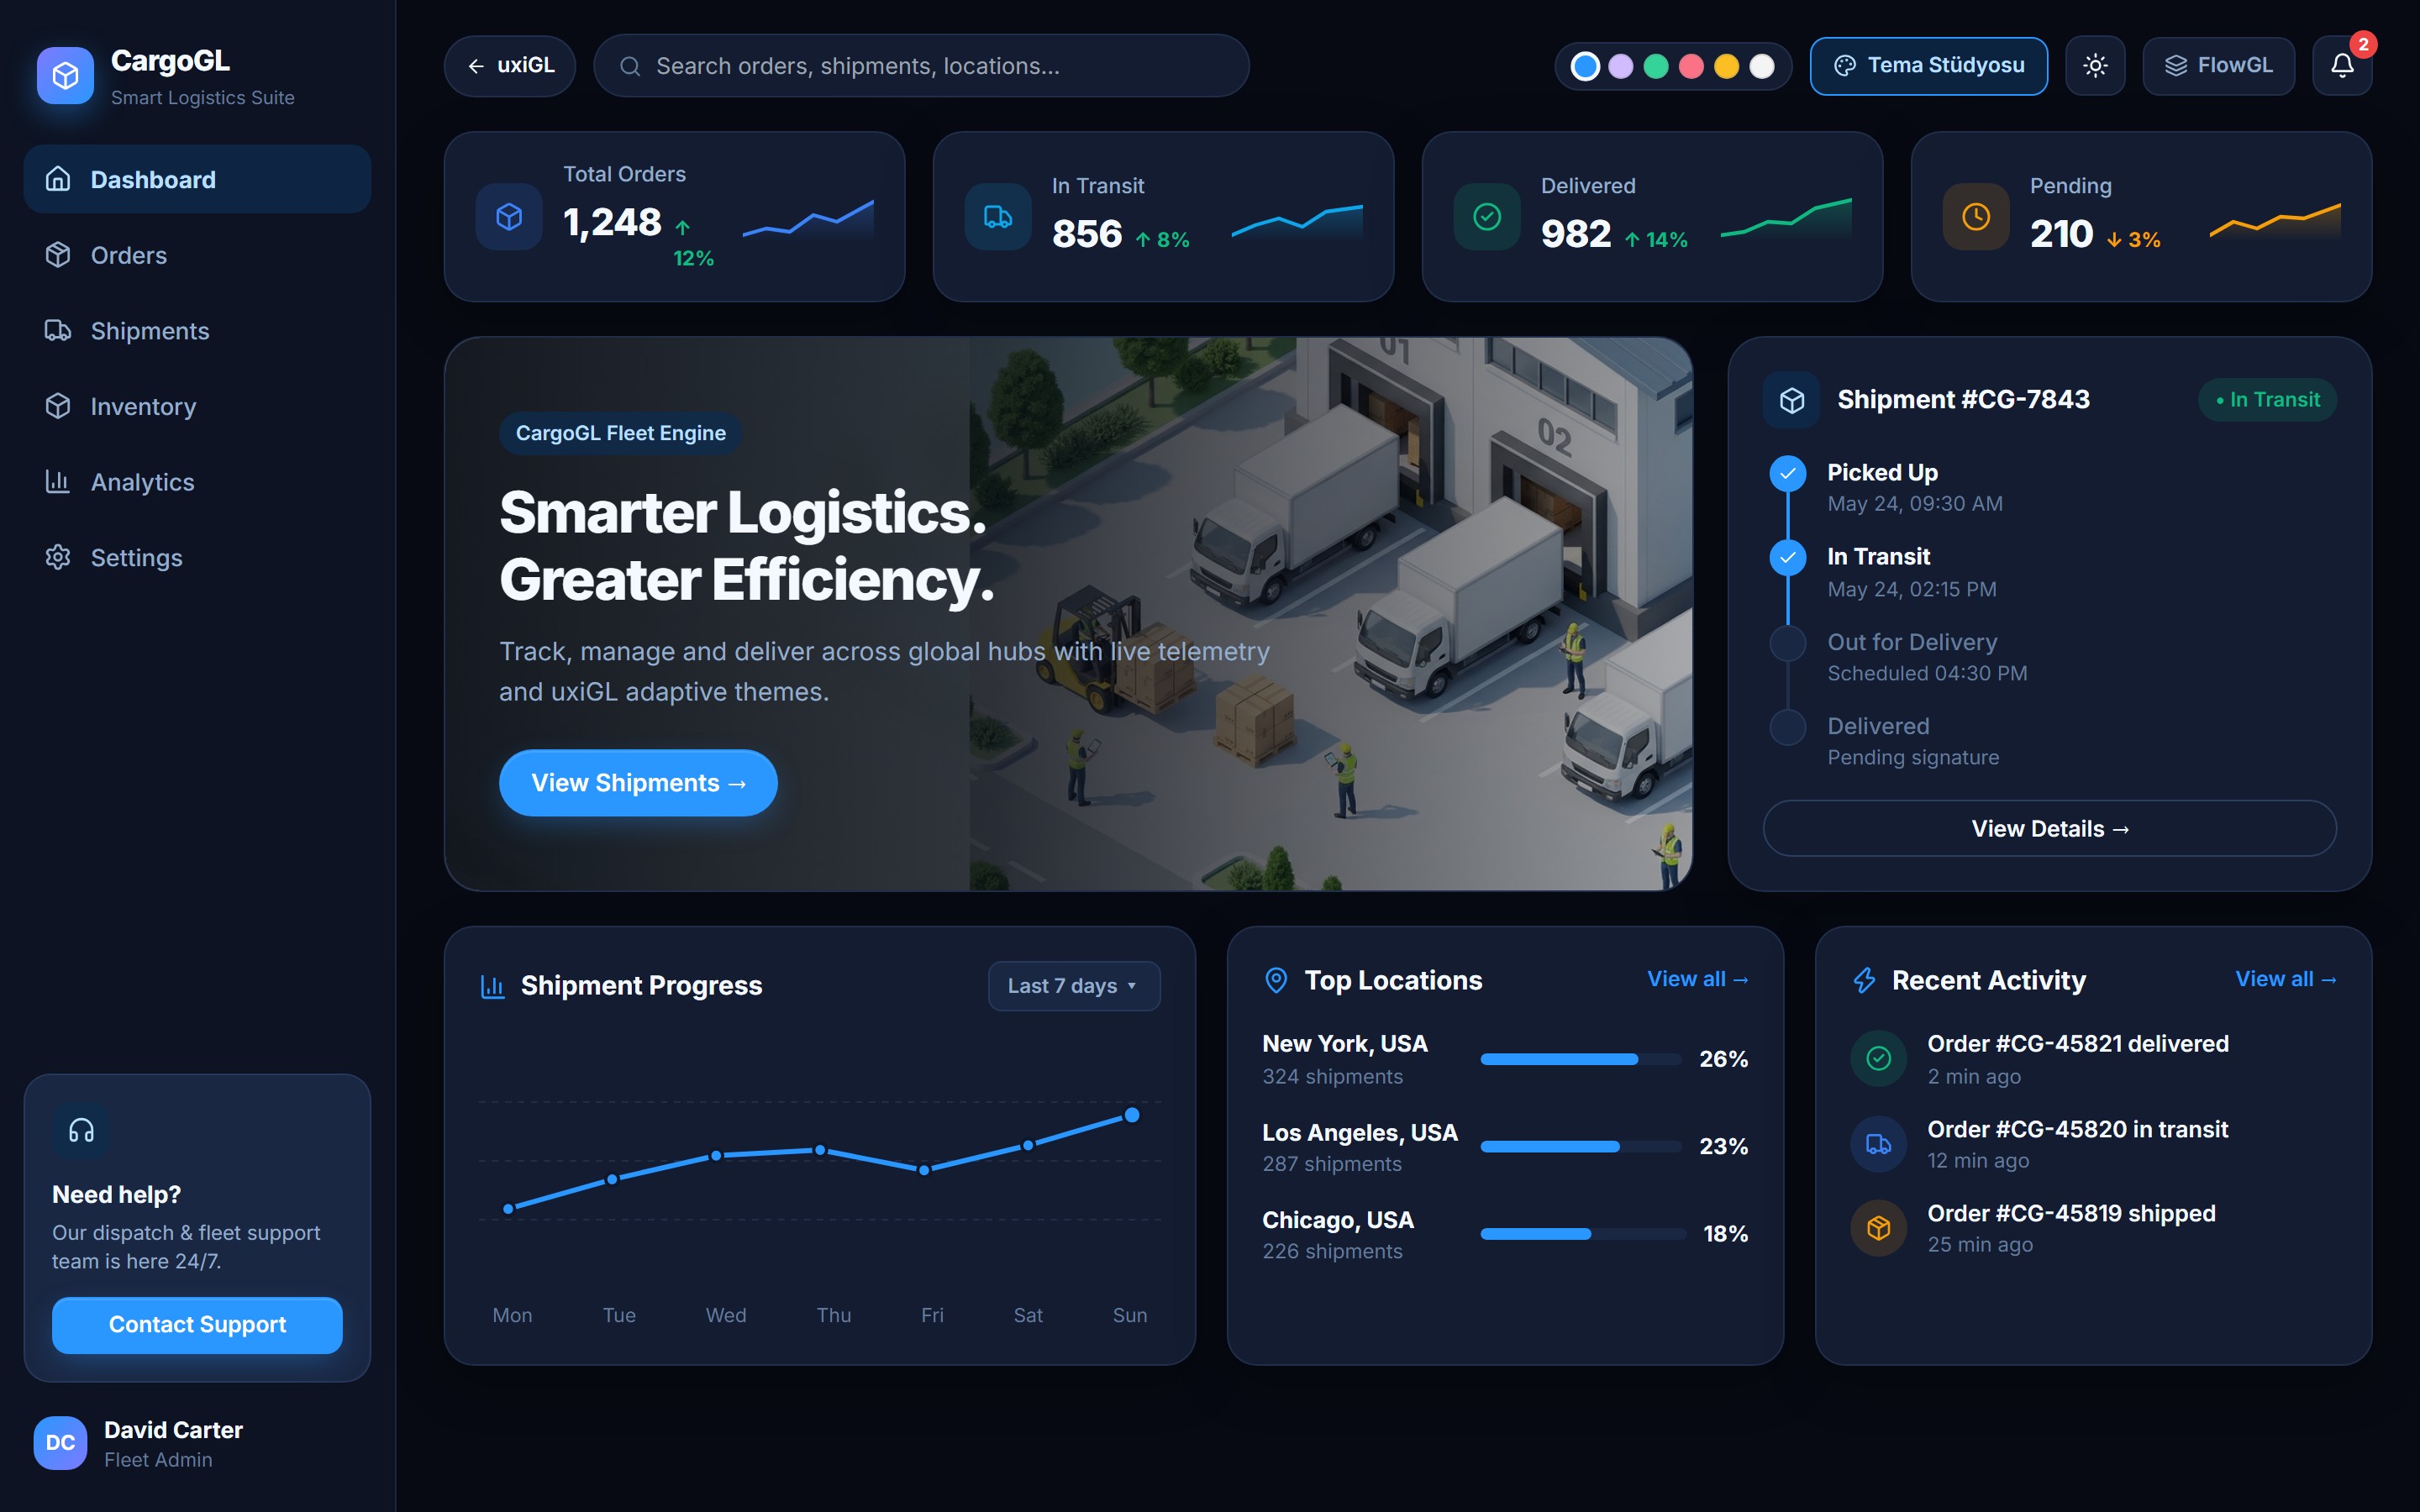 CargoGL
Smart Logistics Suite
Dashboard
Orders
Shipments
Inventory
Analytics
Settings
Need help?
Our dispatch & fleet support
team is here 24/7.
Contact Support
DC
David Carter
Fleet Admin
← uxiGL
Search orders, shipments, locations...
Tema Stüdyosu
FlowGL
2
Total Orders
1,248 ↑
12%
In Transit
856 ↑ 8%
Delivered
982 ↑ 14%
Pending
210 ↓ 3%
CargoGL Fleet Engine
Smarter Logistics.
Greater Efficiency.
Track, manage and deliver across global hubs with live telemetry
and uxiGL adaptive themes.
View Shipments →
01
02
Shipment #CG-7843
• In Transit
Picked Up
May 24, 09:30 AM
In Transit
May 24, 02:15 PM
Out for Delivery
Scheduled 04:30 PM
Delivered
Pending signature
View Details →
Shipment Progress
Last 7 days ▾
Mon Tue Wed Thu Fri Sat Sun
Top Locations
View all →
New York, USA
324 shipments
26%
Los Angeles, USA
287 shipments
23%
Chicago, USA
226 shipments
18%
Recent Activity
View all →
Order #CG-45821 delivered
2 min ago
Order #CG-45820 in transit
12 min ago
Order #CG-45819 shipped
25 min ago